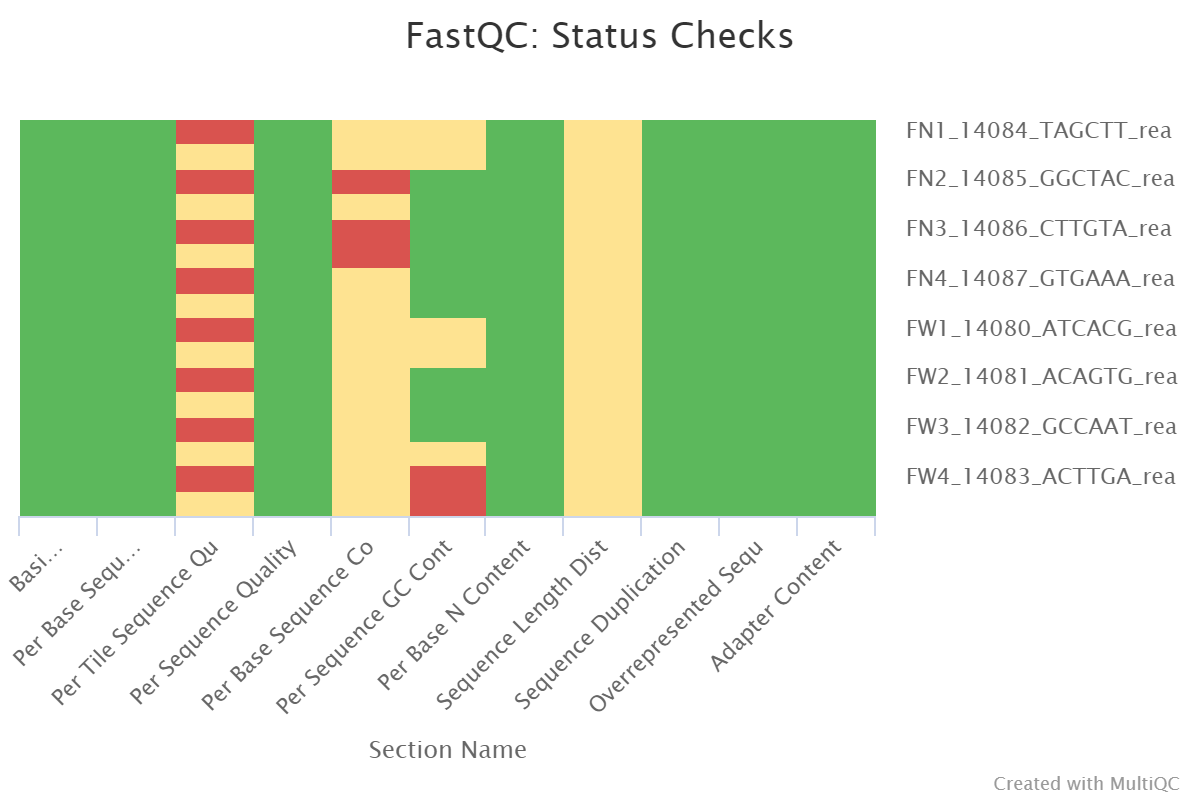 FastQC: Status Checks
FN1_14084_TAGCTT_rea
FN2_14085_GGCTAC_rea
FN3_14086_CTTGTA_rea
FN4_14087_GTGAAA_rea
FW1_14080_ATCACG_rea
FW2_14081_ACAGTG_rea
FW3_14082_GCCAAT_rea
FW4_14083_ACTTGA_rea
Basi...
Per Base Sequ...
Per Tile Sequence Qu
Per Sequence Quality
Per Base Sequence Co
Per Sequence GC Cont
Per Base N Content
Sequence Length Dist
Sequence Duplication
Overrepresented Sequ
Adapter Content
Section Name
Created with MultiQC